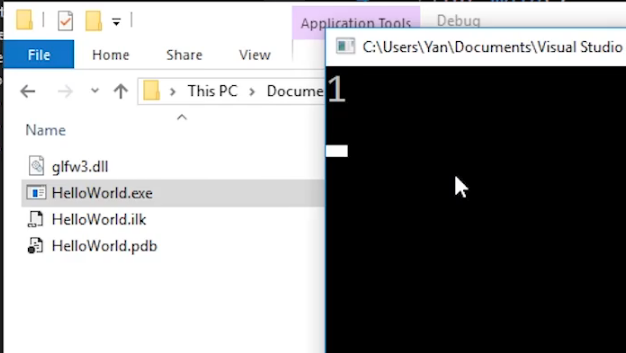 Application Tools
Debug
File
Home
Share
View
C:\Users\Yan\Documents\Visual Studio
This PC
Name
1
glfw3.dll
HelloWorld.exe
HelloWorld.ilk
HelloWorld.pdb